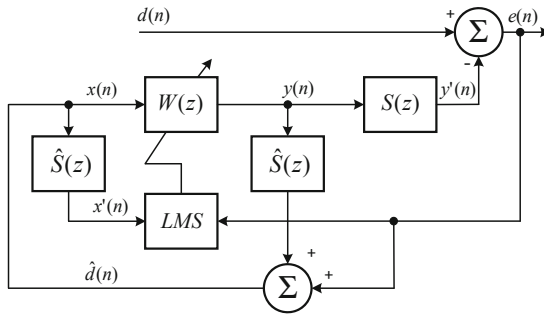 d(n) + Σ e(n)
-
x(n) W(z) y(n) S(z) y'(n)
Ŝ(z) Ŝ(z)
x'(n) LMS
+
d̂(n) Σ +